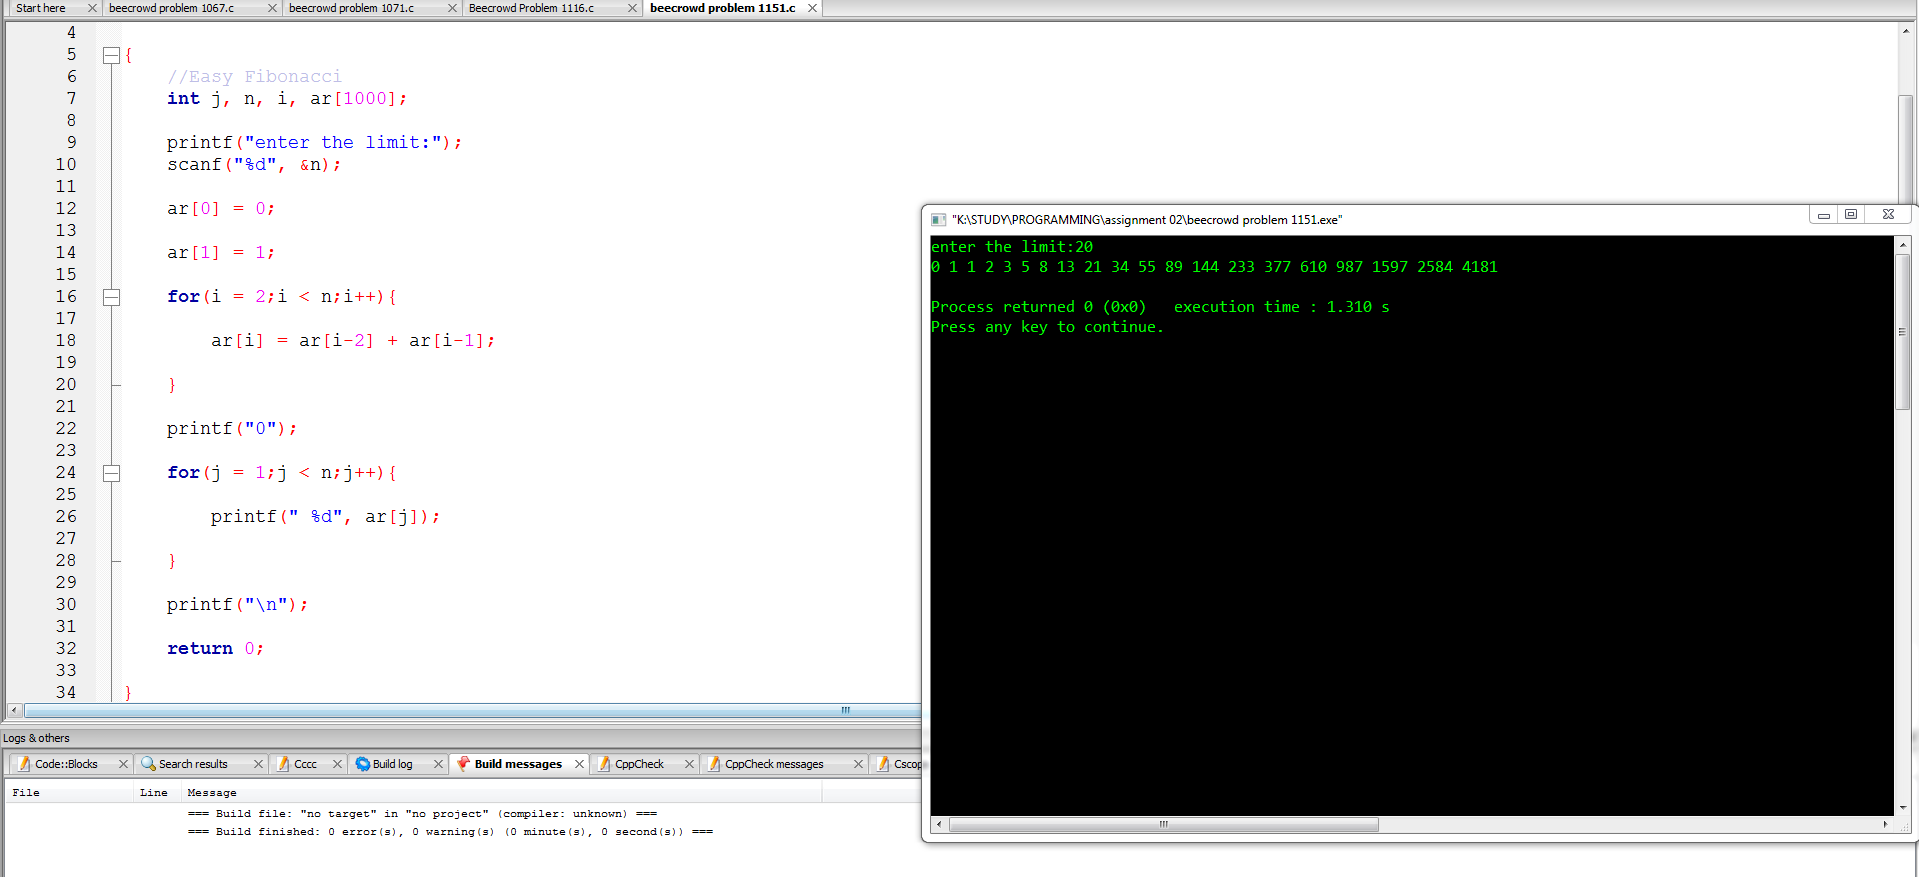 Start here
beecrowd problem 1067.c
beecrowd problem 1071.c
Beecrowd Problem 1116.c
beecrowd problem 1151.c
4
5 {
6 //Easy Fibonacci
7 int j, n, i, ar[1000];
8
9 printf("enter the limit:");
10 scanf("%d", &n);
11
12 ar[0] = 0;
13
14 ar[1] = 1;
15
16 for(i = 2;i < n;i++){
17
18 ar[i] = ar[i-2] + ar[i-1];
19
20 }
21
22 printf("0");
23
24 for(j = 1;j < n;j++){
25
26 printf(" %d", ar[j]);
27
28 }
29
30 printf("\n");
31
32 return 0;
33
34 }
"K:\STUDY\PROGRAMMING\assignment 02\beecrowd problem 1151.exe"
enter the limit:20
0 1 1 2 3 5 8 13 21 34 55 89 144 233 377 610 987 1597 2584 4181
Process returned 0 (0x0) execution time : 1.310 s
Press any key to continue.
Logs & others
Code::Blocks
Search results
Cccc
Build log
Build messages
CppCheck
CppCheck messages
Cscop
File Line Message
=== Build file: "no target" in "no project" (compiler: unknown) ===
=== Build finished: 0 error(s), 0 warning(s) (0 minute(s), 0 second(s)) ===